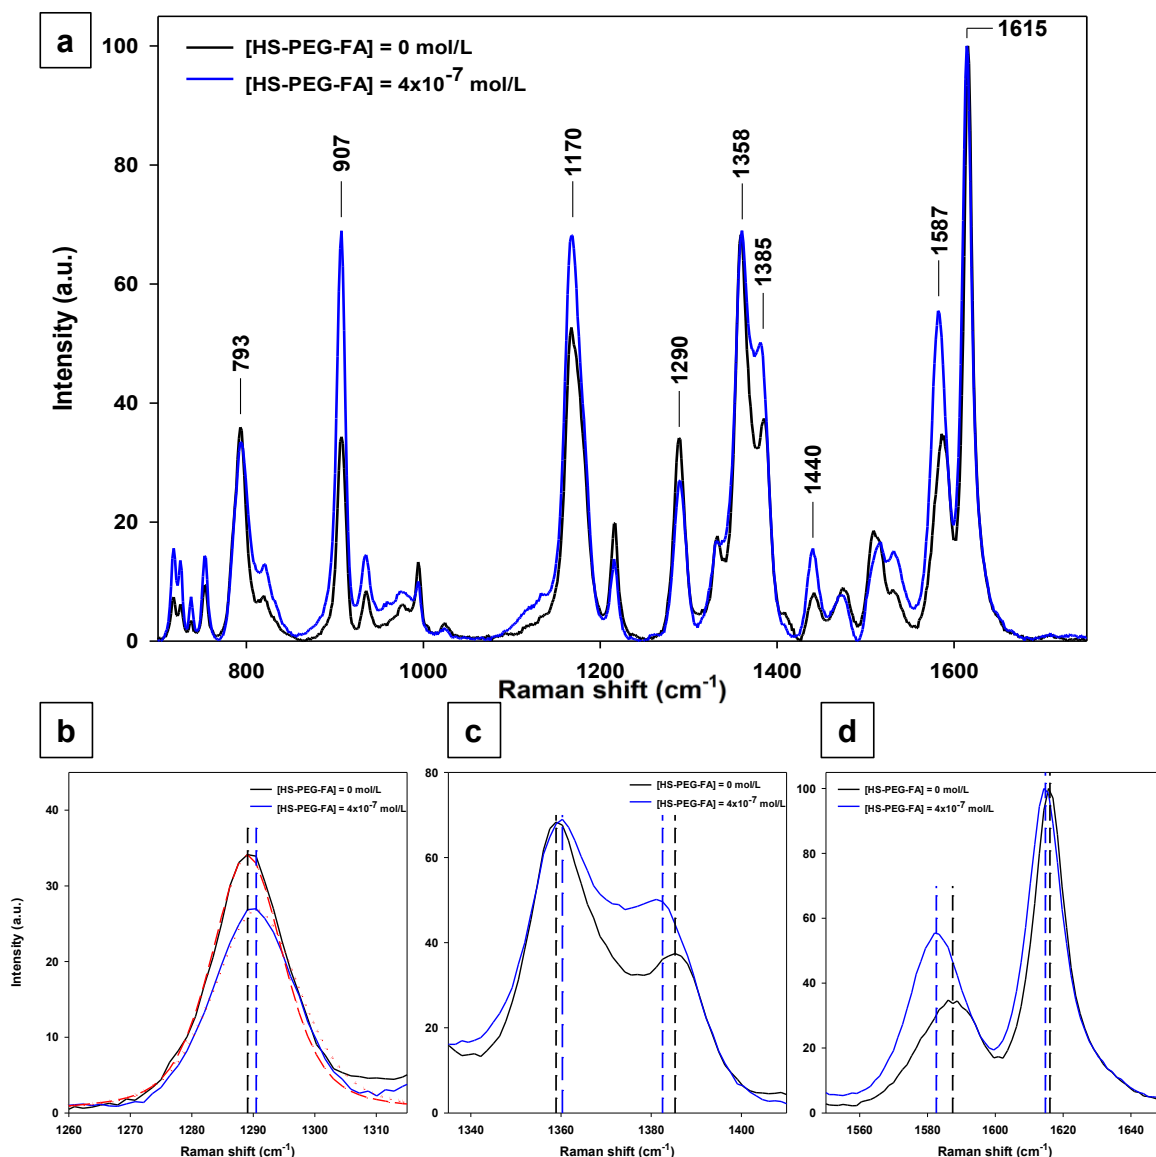 a
[HS-PEG-FA] = 0 mol/L
[HS-PEG-FA] = 4x10⁻⁷ mol/L
1615
907
1170
1358
1385
1587
793
1290
1440
Intensity (a.u.)
100
80
60
40
20
0
800 1000 1200 1400 1600
Raman shift (cm⁻¹)
b
[HS-PEG-FA] = 0 mol/L
[HS-PEG-FA] = 4x10⁻⁷ mol/L
Intensity (a.u.)
40
30
20
10
0
1260 1270 1280 1290 1300 1310
Raman shift (cm⁻¹)
c
[HS-PEG-FA] = 0 mol/L
[HS-PEG-FA] = 4x10⁻⁷ mol/L
80
60
40
20
0
1340 1360 1380 1400
Raman shift (cm⁻¹)
d
[HS-PEG-FA] = 0 mol/L
[HS-PEG-FA] = 4x10⁻⁷ mol/L
100
80
60
40
20
0
1560 1580 1600 1620 1640
Raman shift (cm⁻¹)